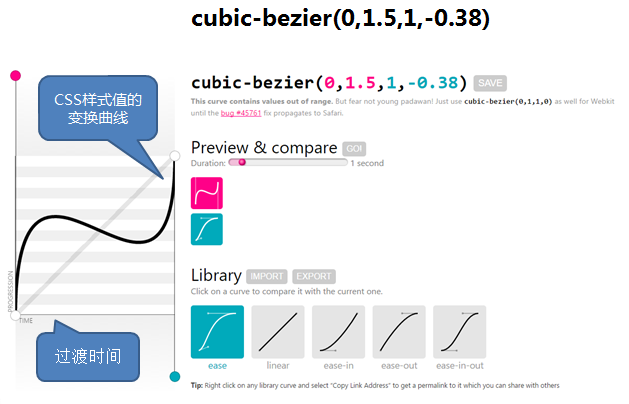 cubic-bezier(0,1.5,1,-0.38)
CSS样式值的
变换曲线
PROGRESSION
TIME
过渡时间
cubic-bezier(0,1.5,1,-0.38) SAVE
This curve contains values out of range. But fear not young padawan! Just use cubic-bezier(0,1,1,0) as well for Webkit
until the bug #45761 fix propagates to Safari.
Preview & compare GO!
Duration: 1 second
Library IMPORT EXPORT
Click on a curve to compare it with the current one.
ease linear ease-in ease-out ease-in-out
Tip: Right click on any library curve and select "Copy Link Address" to get a permalink to it which you can share with others